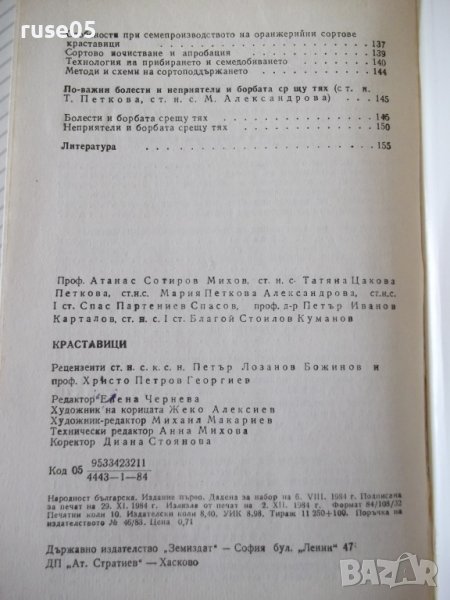 ruse05
Особености при семепроизводството на оранжерийни сортове
краставици . . . . . . . . . . 137
Сортово почистване и апробация . . . . . . . . 139
Технология на прибирането и семедобиването . . . . . 140
Методи и схеми на сортоподдържането . . . . . . 144
По-важни болести и неприятели и борбата ср щу тях (ст. н.
Т. Петкова, ст. н. с. М. Александрова) . . . . . 145
Болести и борбата срещу тях . . . . . . . . 146
Неприятели и борбата срещу тях . . . . . . . 150
Литература . . . . . . . . . . 155
Проф. Атанас Сотиров Михов, ст. н. с. Татяна Цакова
Петкова, ст.н.с. Мария Петкова Александрова, ст.н.с.
I ст. Спас Партениев Спасов, проф. д-р Петър Иванов
Карталов, ст. н. с. I ст. Благой Стоилов Куманов
КРАСТАВИЦИ
Рецензенти ст. н. с. к. с. н. Петър Лозанов Божинов и
проф. Христо Петров Георгиев
Редактор Елена Чернева
Художник на корицата Жеко Алексиев
Художник-редактор Михаил Макариев
Технически редактор Анна Михова
Коректор Диана Стоянова
Код 05 9533423211
4443—1—84
Народност българска. Издание първо. Дадена за набор на 6. VIII. 1984 г. Подписана
за печат на 29. XI. 1984 г. Излязла от печат на 2. XII. 1984 г. Формат 84/108/32
Печатни коли 10. Издателски коли 8,40. УИК 8,98. Тираж 11 250+100. Поръчка на
издателството № 46/83. Цена 0,71
Държавно издателство „Земиздат" — София бул. „Ленин" 47
ДП „Ат. Стратиев" — Хасково
BAZAR.bg